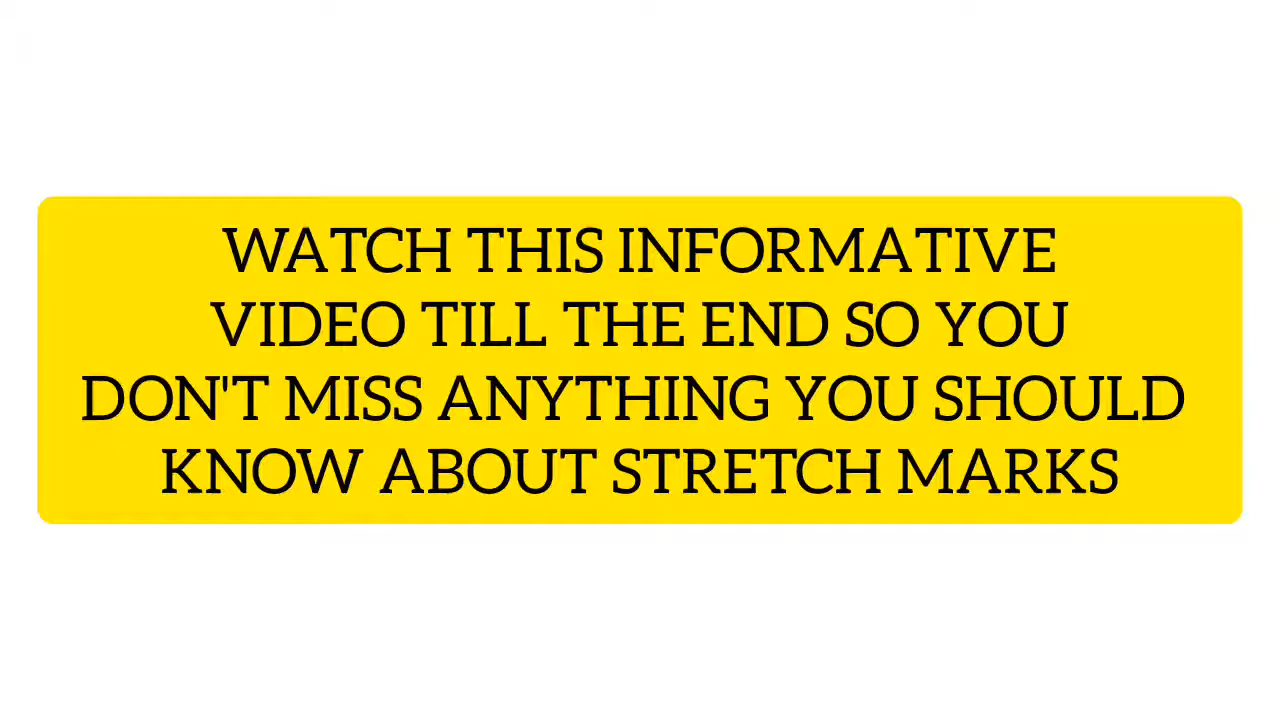 WATCH THIS INFORMATIVE
VIDEO TILL THE END SO YOU
DON'T MISS ANYTHING YOU SHOULD
KNOW ABOUT STRETCH MARKS